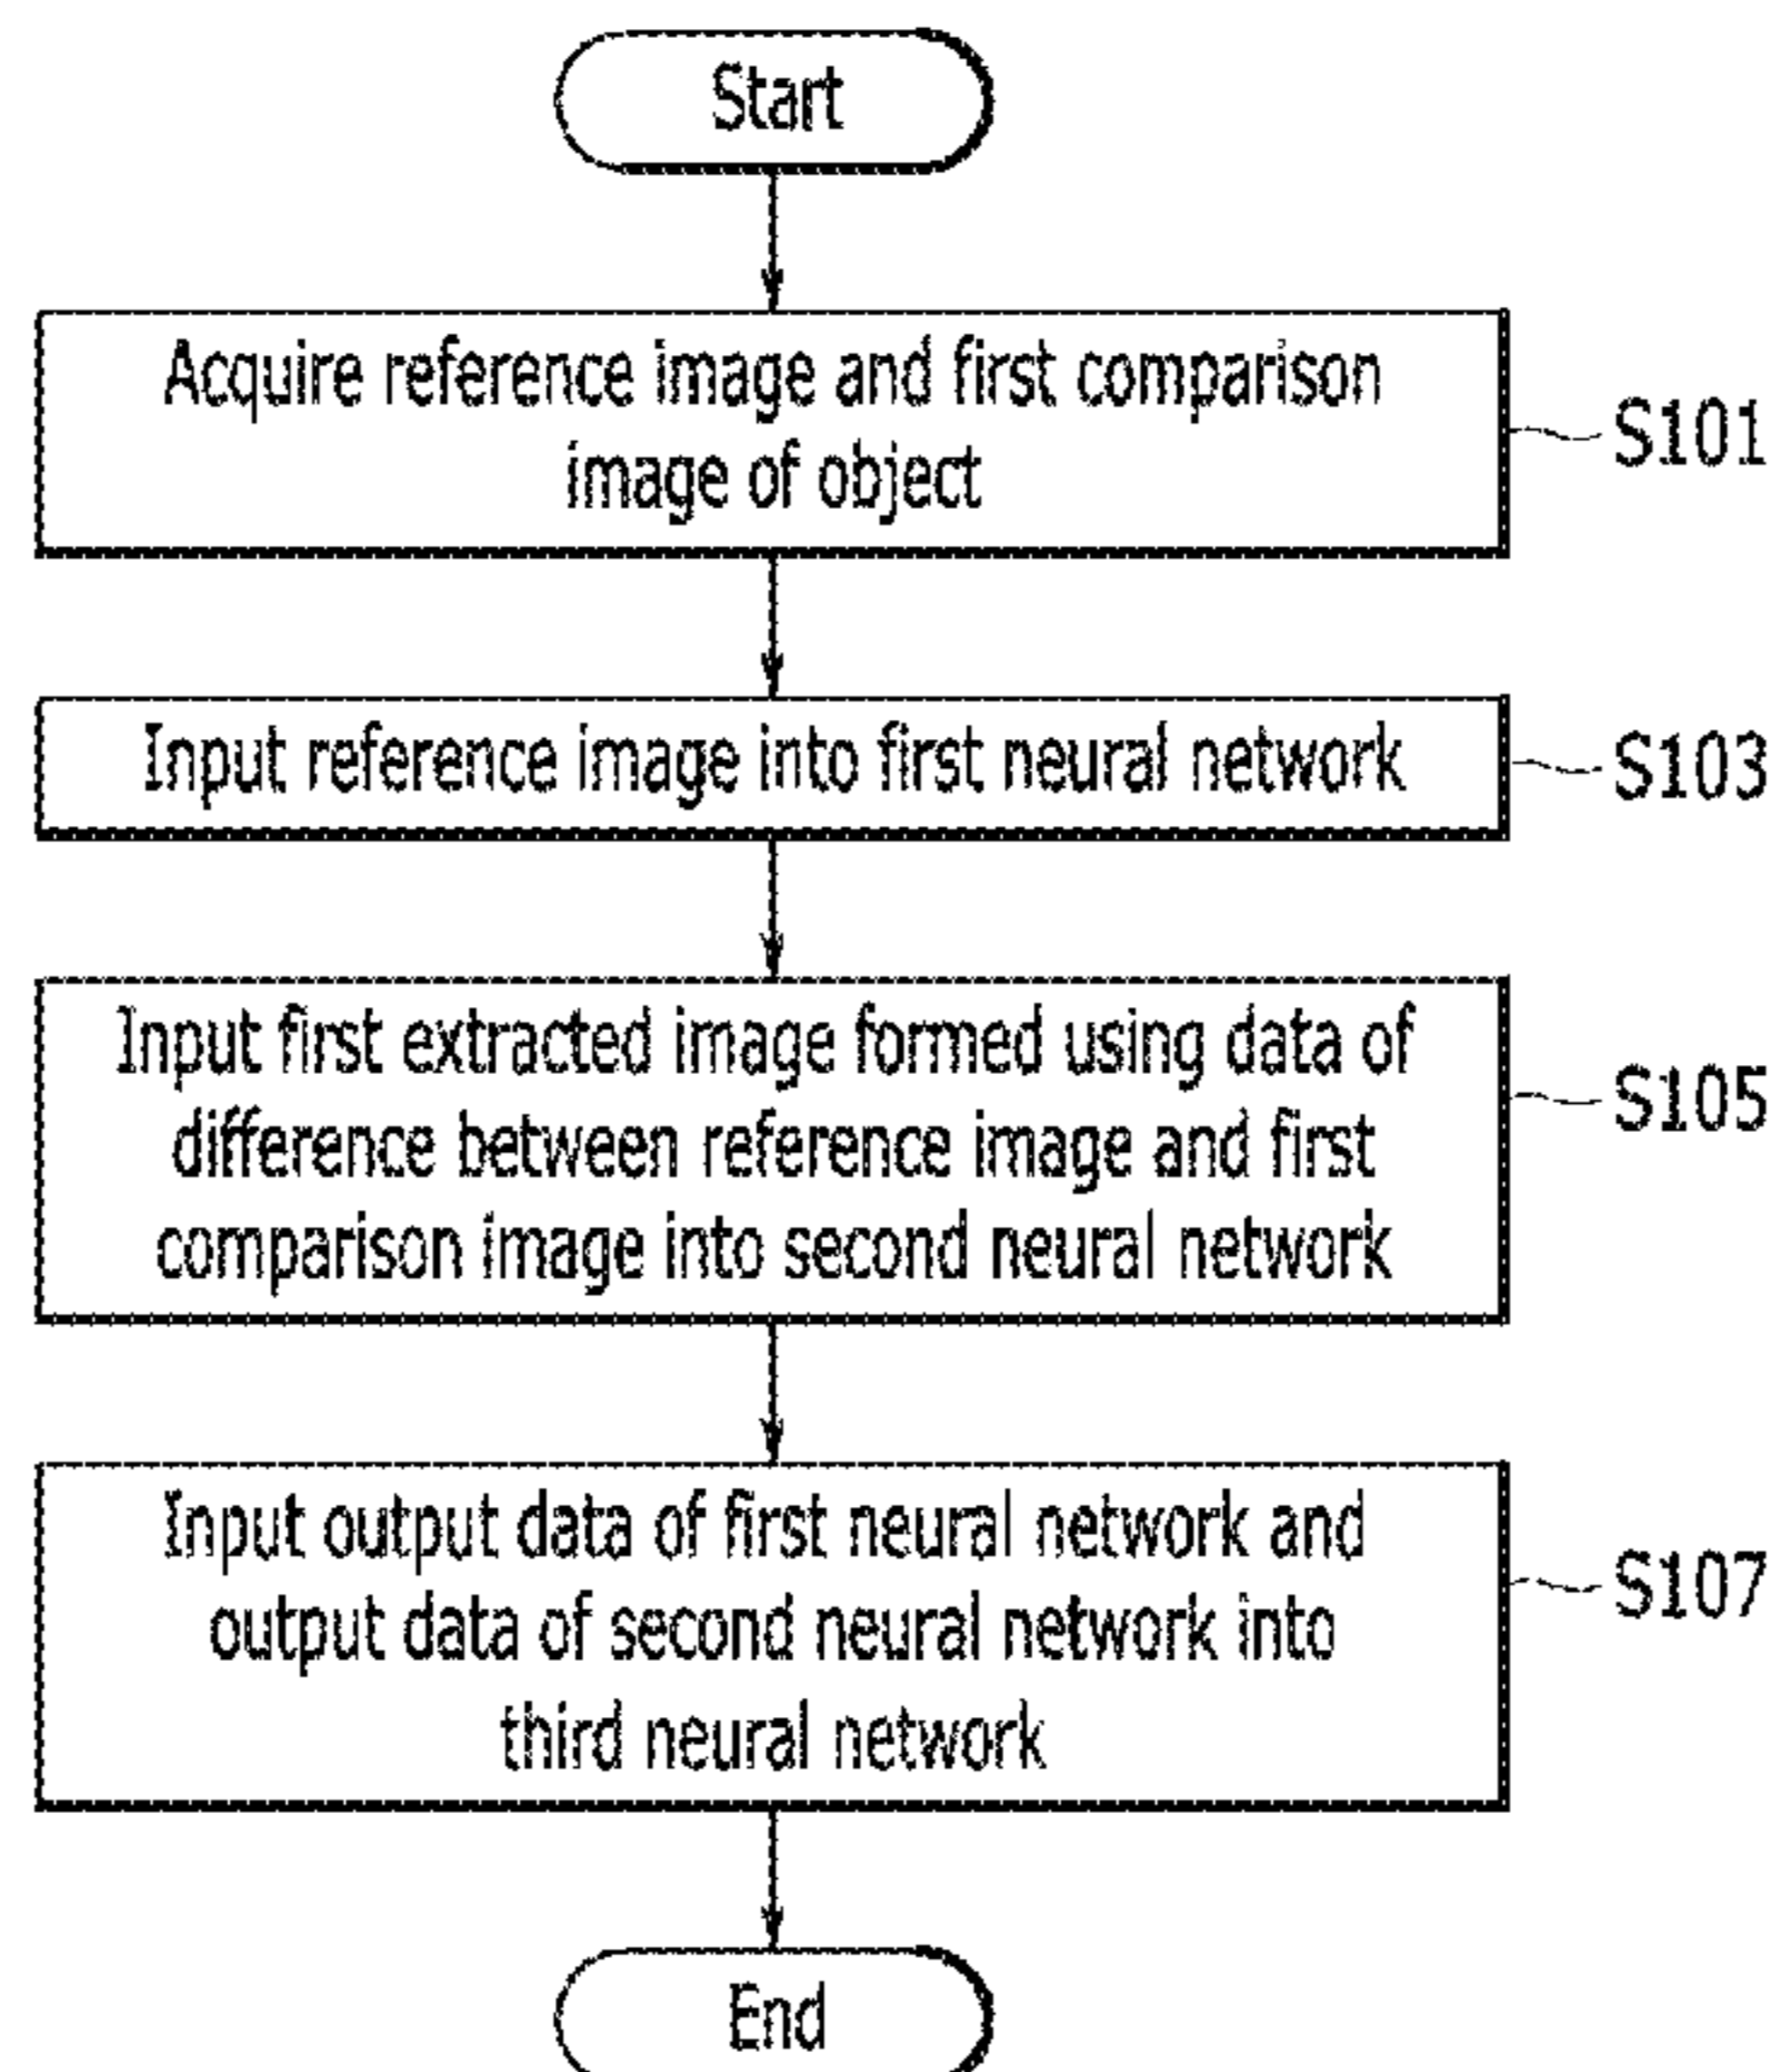 Start
Acquire reference image and first comparison
image of object
S101
Input reference image into first neural network
S103
Input first extracted image formed using data of
difference between reference image and first
comparison image into second neural network
S105
Input output data of first neural network and
output data of second neural network into
third neural network
S107
End